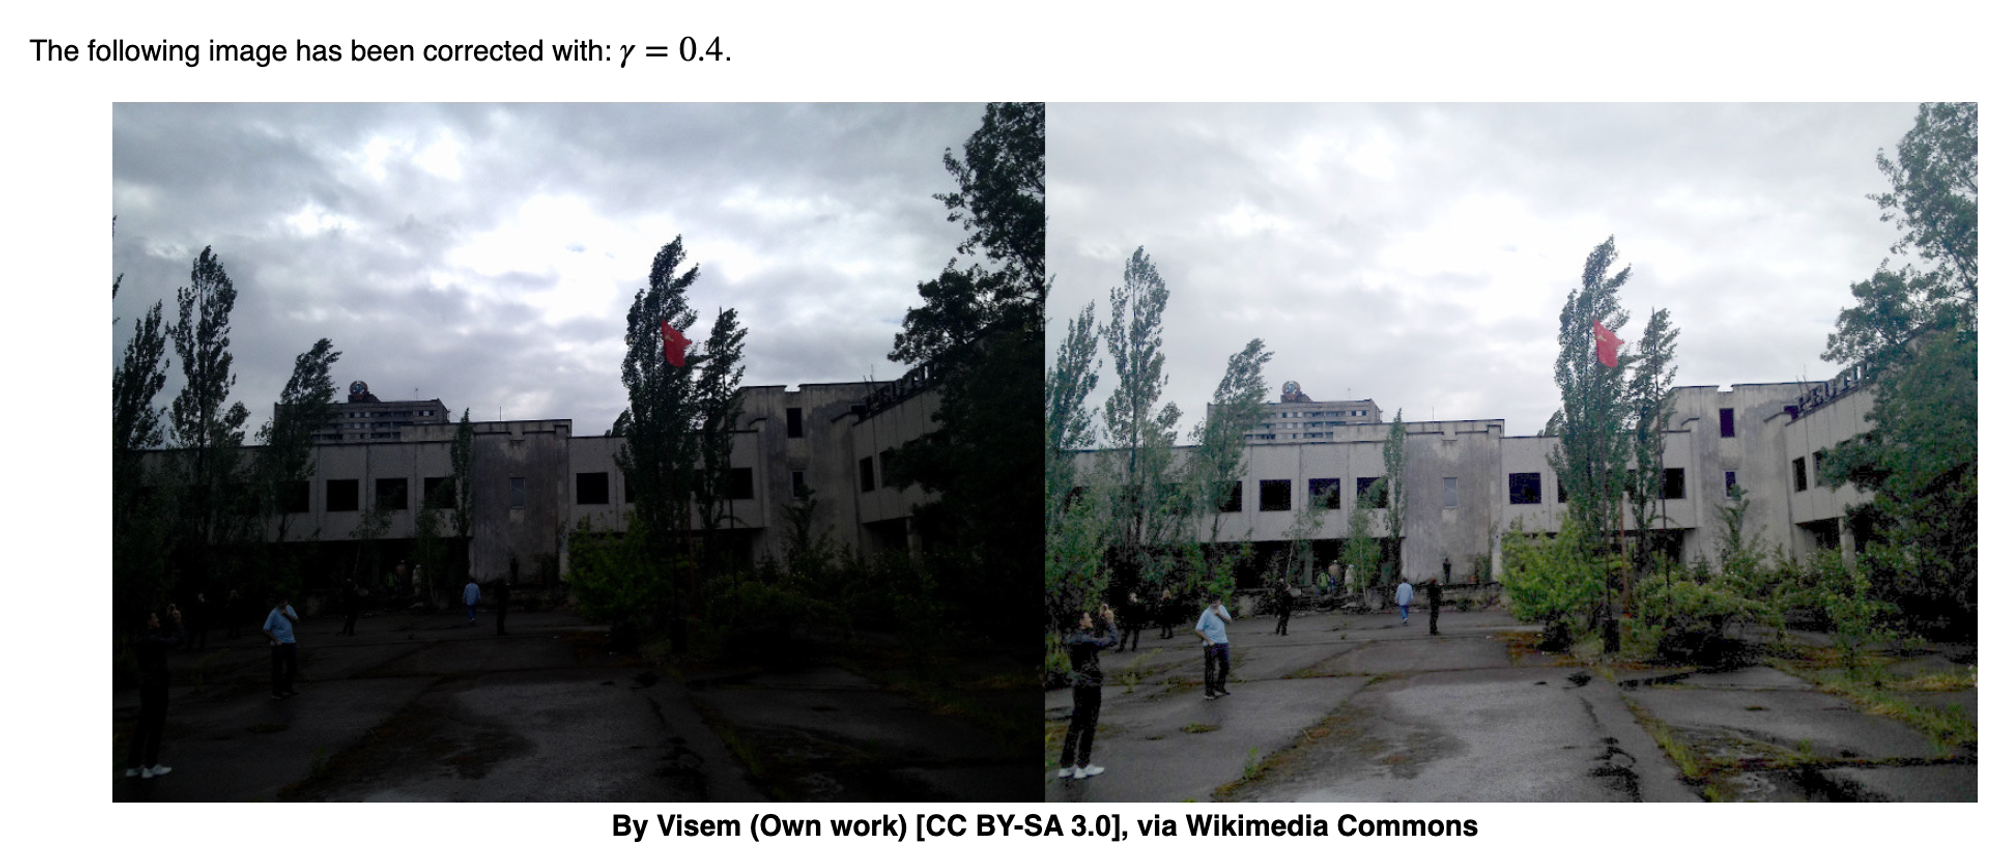 The following image has been corrected with: γ = 0.4.
By Visem (Own work) [CC BY-SA 3.0], via Wikimedia Commons